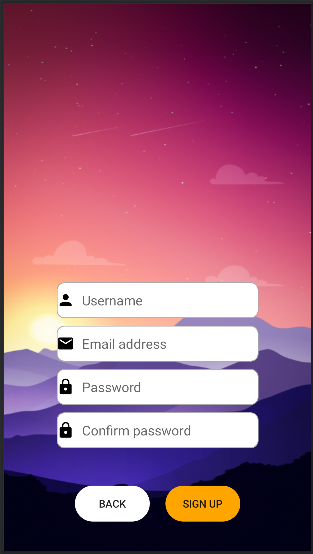 Username
Email address
Password
Confirm password
BACK SIGN UP